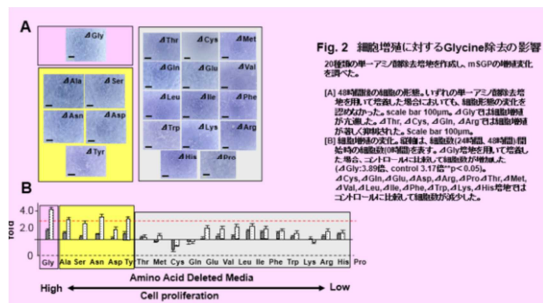 A
⊿Gly
⊿Thr ⊿Cys ⊿Met
⊿Ala ⊿Ser
⊿Gln ⊿Glu ⊿Val
⊿Asn ⊿Asp
⊿Leu ⊿Ile ⊿Phe
⊿Tyr
⊿Trp ⊿Lys ⊿Arg
⊿His ⊿Pro
Fig. 2 細胞増殖に対するGlycine除去の影響
20種類の単一アミノ酸除去培地を作成し、mSGPの増殖変化
を調べた。
[A] 48時間後の細胞の形態。いずれの単一アミノ酸除去培
地を用いて培養した場合においても、細胞形態の変化を
認めなかった。scale bar 100μm。⊿Glyでは細胞増殖
が亢進した。⊿Thr, ⊿Cys, ⊿Gln, ⊿Argでは細胞増殖
が著しく抑制された。Scale bar 100μm。
[B] 細胞増殖の変化。縦軸は、細胞数(24時間、48時間)/開
始時の細胞数(0時間)を表す。⊿Gly培地を用いて培養し
た場合、コントロールに比較して細胞数が増加した
(⊿Gly:3.89倍、control 3.17倍**p<0.05)。
⊿Cys,⊿Gln,⊿Glu,⊿Asp,⊿Arg,⊿Pro⊿Thr,⊿Met,
⊿Val,⊿Leu,⊿Ile,⊿Phe,⊿Trp,⊿Lys,⊿His培地では
コントロールに比較して細胞数が減少した。
B
fold
4.0
2.0
0.0
Gly Ala Ser Asn Asp Tyr Thr Met Cys Gln Glu Val Leu Ile Phe Trp Lys Arg His Pro
Amino Acid Deleted Media
High Low
Cell proliferation